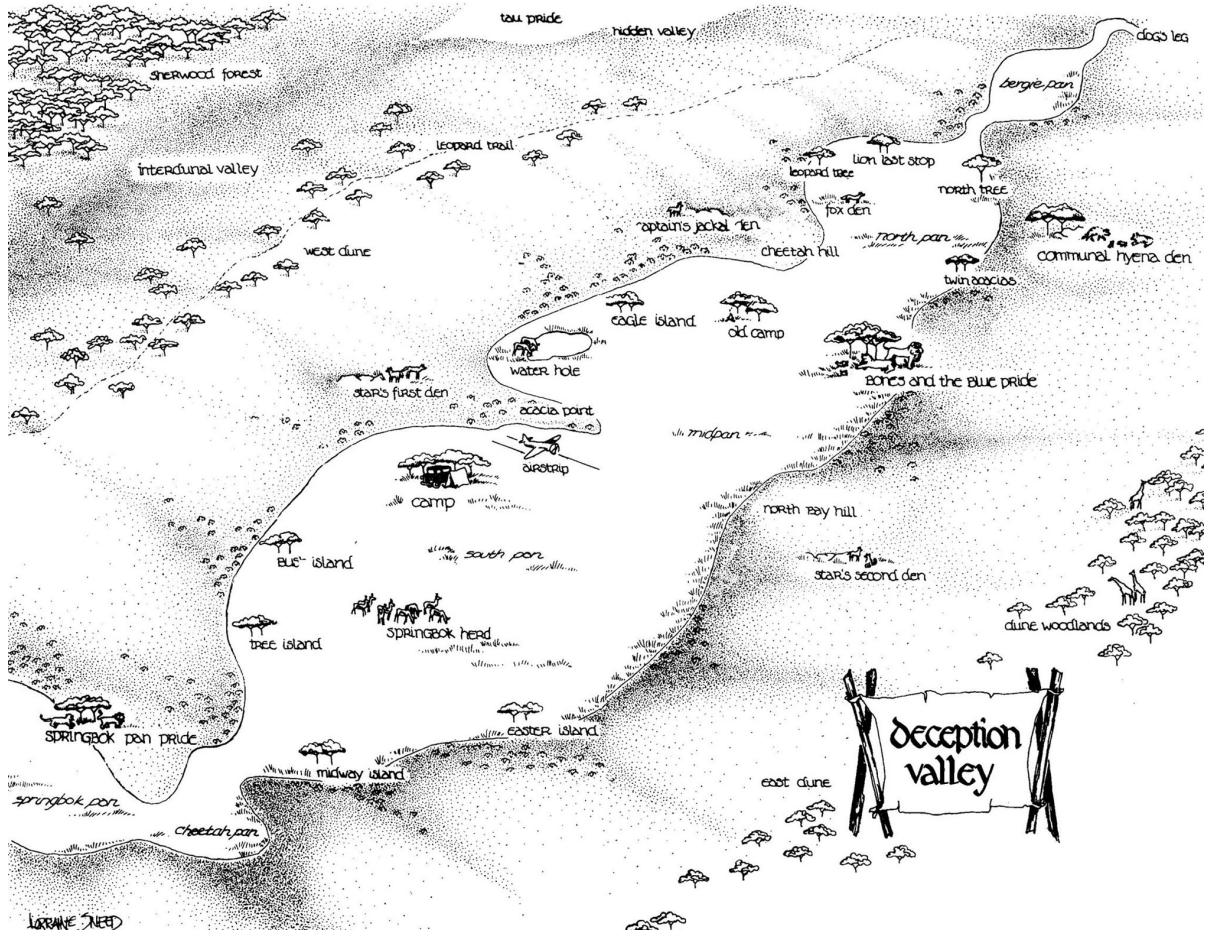 tau pride
hidden valley
dogs leg
sherwood forest
bergie pan
leopard trail
lion last stop
interdunal valley
leopard tree
north tree
fox den
aptain's jackal den
north pan
west dune
cheetah hill
communal hyena den
twin acacias
eagle island
old camp
water hole
Bones and the Blue pride
star's first den
acacia point
midpan
airstrip
camp
north Bay hill
south pan
Bush island
star's second den
springbok herd
dune woodlands
tree island
easter island
springbok pan pride
deception
valley
midway island
east dune
springbok pan
cheetah pan
Lorraine Sneed